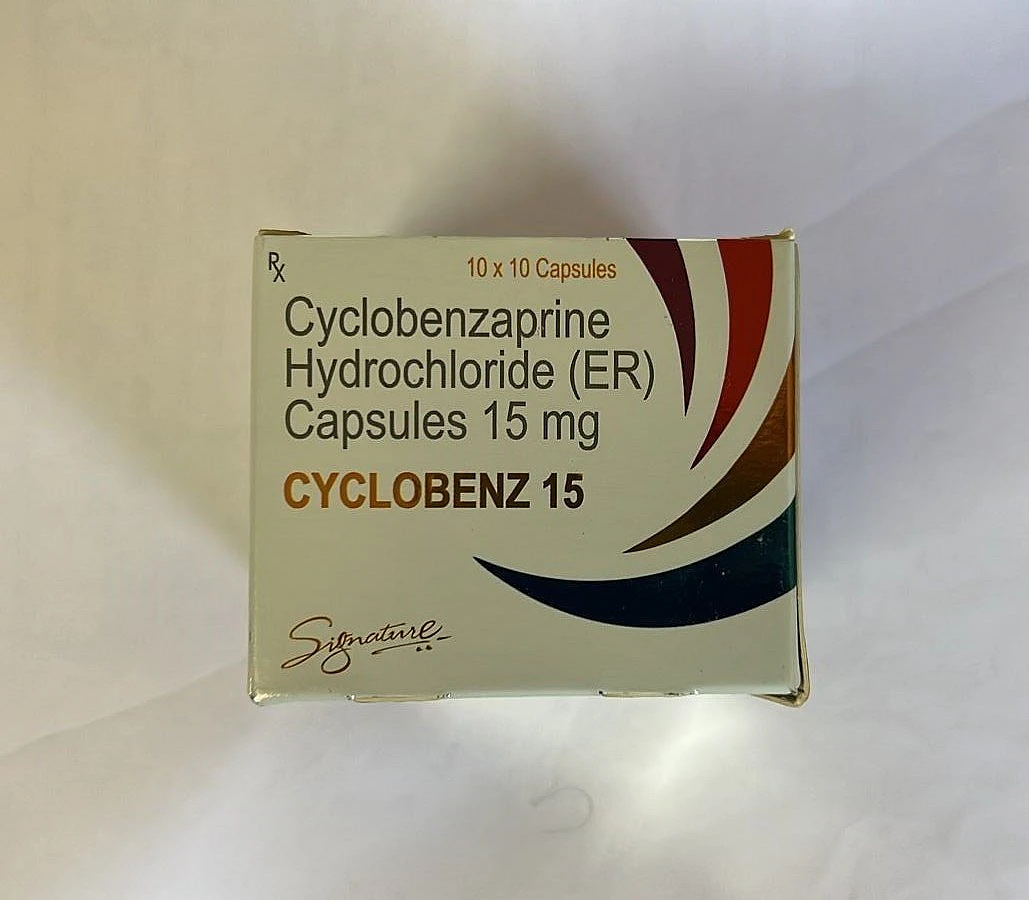 Rx
10 x 10 Capsules
Cyclobenzaprine
Hydrochloride (ER)
Capsules 15 mg
CYCLOBENZ 15
Signature